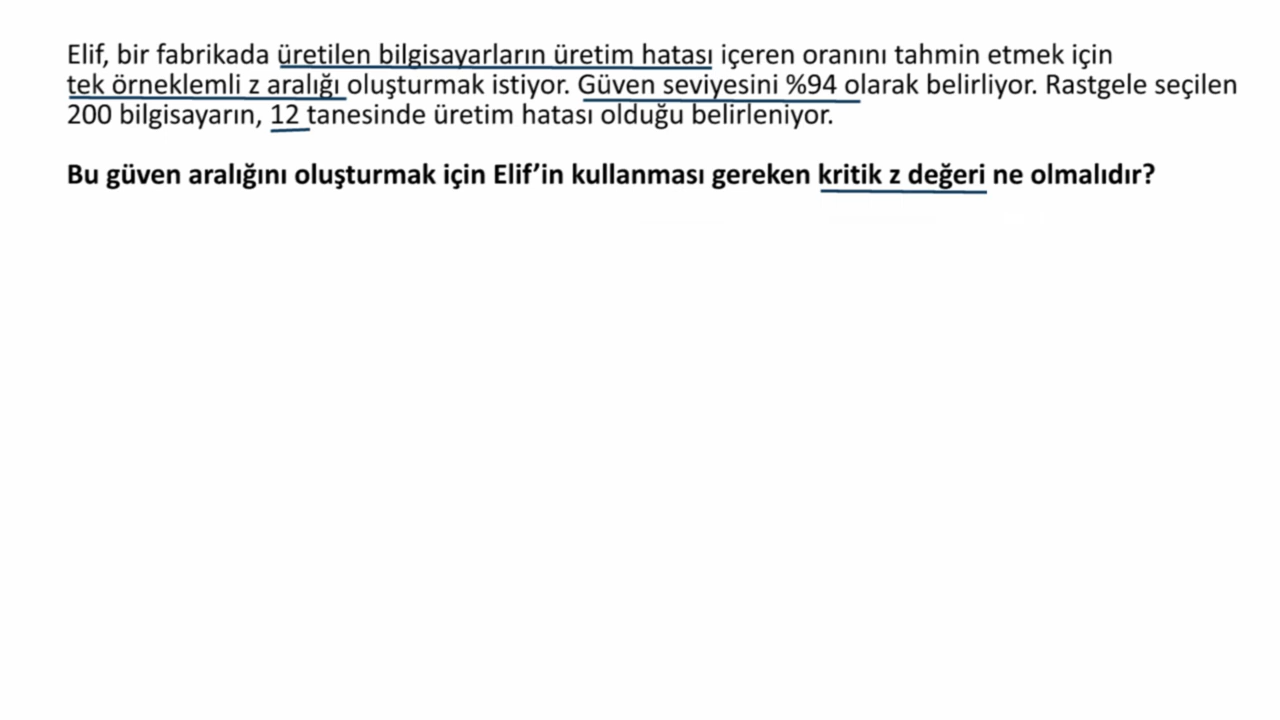 Elif, bir fabrikada üretilen bilgisayarların üretim hatası içeren oranını tahmin etmek için
tek örneklemli z aralığı oluşturmak istiyor. Güven seviyesini %94 olarak belirliyor. Rastgele seçilen
200 bilgisayarın, 12 tanesinde üretim hatası olduğu belirleniyor.
Bu güven aralığını oluşturmak için Elif’in kullanması gereken kritik z değeri ne olmalıdır?